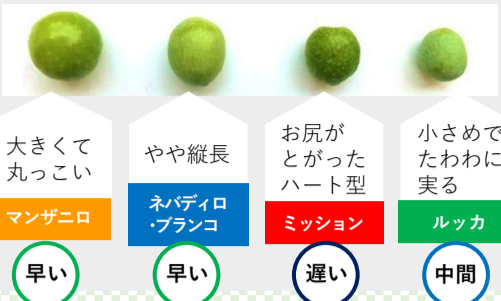 大きくて
丸っこい
マンザニロ
早い
やや縦長
ネバディロ
・ブランコ
早い
お尻が
とがった
ハート型
ミッション
遅い
小さめで
たわわに
実る
ルッカ
中間